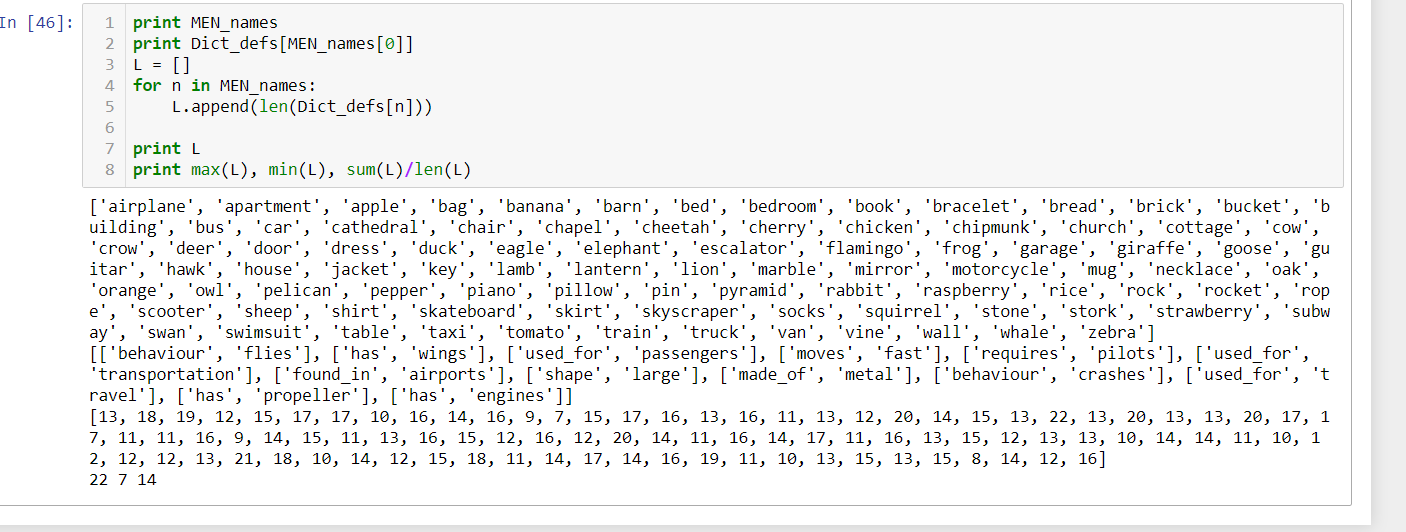 In [46]:
1 print MEN_names
2 print Dict_defs[MEN_names[0]]
3 L = []
4 for n in MEN_names:
5     L.append(len(Dict_defs[n]))
6
7 print L
8 print max(L), min(L), sum(L)/len(L)
['airplane', 'apartment', 'apple', 'bag', 'banana', 'barn', 'bed', 'bedroom', 'book', 'bracelet', 'bread', 'brick', 'bucket', 'b
uilding', 'bus', 'car', 'cathedral', 'chair', 'chapel', 'cheetah', 'cherry', 'chicken', 'chipmunk', 'church', 'cottage', 'cow',
'crow', 'deer', 'door', 'dress', 'duck', 'eagle', 'elephant', 'escalator', 'flamingo', 'frog', 'garage', 'giraffe', 'goose', 'gu
itar', 'hawk', 'house', 'jacket', 'key', 'lamb', 'lantern', 'lion', 'marble', 'mirror', 'motorcycle', 'mug', 'necklace', 'oak',
'orange', 'owl', 'pelican', 'pepper', 'piano', 'pillow', 'pin', 'pyramid', 'rabbit', 'raspberry', 'rice', 'rock', 'rocket', 'rop
e', 'scooter', 'sheep', 'shirt', 'skateboard', 'skirt', 'skyscraper', 'socks', 'squirrel', 'stone', 'stork', 'strawberry', 'subw
ay', 'swan', 'swimsuit', 'table', 'taxi', 'tomato', 'train', 'truck', 'van', 'vine', 'wall', 'whale', 'zebra']
[['behaviour', 'flies'], ['has', 'wings'], ['used_for', 'passengers'], ['moves', 'fast'], ['requires', 'pilots'], ['used_for',
'transportation'], ['found_in', 'airports'], ['shape', 'large'], ['made_of', 'metal'], ['behaviour', 'crashes'], ['used_for', 't
ravel'], ['has', 'propeller'], ['has', 'engines']]
[13, 18, 19, 12, 15, 17, 17, 10, 16, 14, 16, 9, 7, 15, 17, 16, 13, 16, 11, 13, 12, 20, 14, 15, 13, 22, 13, 20, 13, 13, 20, 17, 1
7, 11, 11, 16, 9, 14, 15, 11, 13, 16, 15, 12, 16, 12, 20, 14, 11, 16, 14, 17, 11, 16, 13, 15, 12, 13, 13, 10, 14, 14, 11, 10, 1
2, 12, 12, 13, 21, 18, 10, 14, 12, 15, 18, 11, 14, 17, 14, 16, 19, 11, 10, 13, 15, 13, 15, 8, 14, 12, 16]
22 7 14